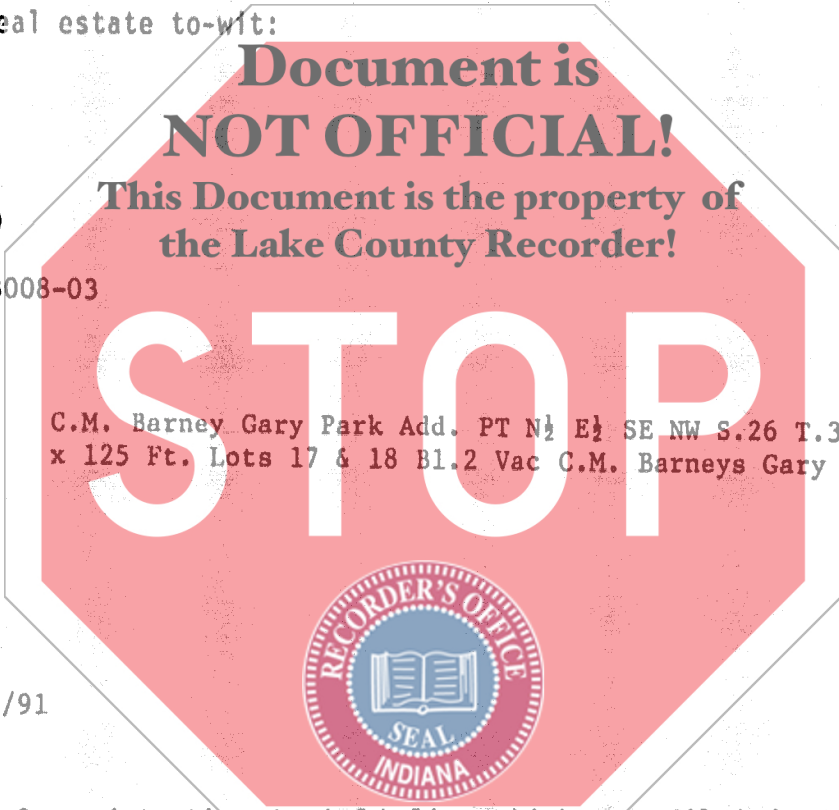 real estate to-wit:
Document is
NOT OFFICIAL!
This Document is the property of
the Lake County Recorder!
008-03
STOP
C.M. Barney Gary Park Add. PT N½ E½ SE NW S.26 T.3
x 125 Ft. Lots 17 & 18 Bl.2 Vac C.M. Barneys Gary
RECORDER'S OFFICE
SEAL
INDIANA
/91